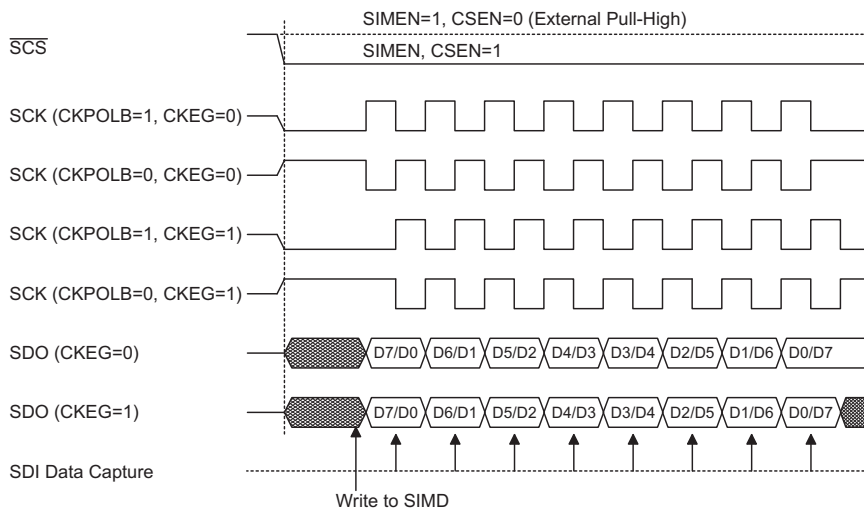 SIMEN=1, CSEN=0 (External Pull-High)
SCS
SIMEN, CSEN=1
SCK (CKPOLB=1, CKEG=0)
SCK (CKPOLB=0, CKEG=0)
SCK (CKPOLB=1, CKEG=1)
SCK (CKPOLB=0, CKEG=1)
SDO (CKEG=0) D7/D0 D6/D1 D5/D2 D4/D3 D3/D4 D2/D5 D1/D6 D0/D7
SDO (CKEG=1) D7/D0 D6/D1 D5/D2 D4/D3 D3/D4 D2/D5 D1/D6 D0/D7
SDI Data Capture
Write to SIMD